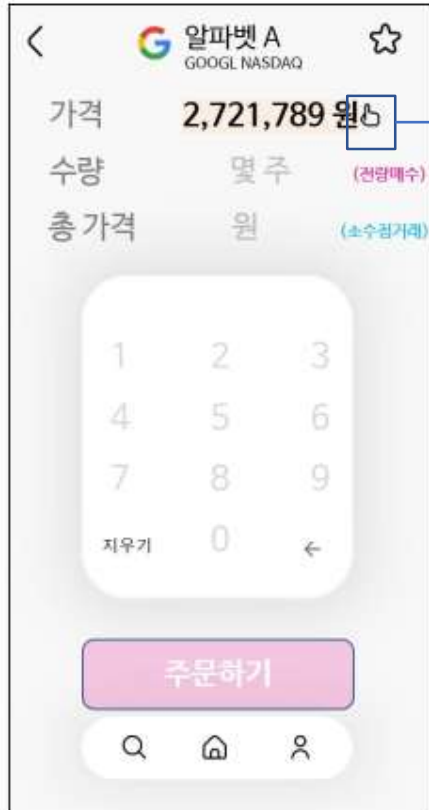 알파벳 A
GOOGL NASDAQ
가격 2,721,789 원
수량 몇 주 (전량매수)
총 가격 원 (소수점거래)
1 2 3
4 5 6
7 8 9
지우기 0 ←
주문하기